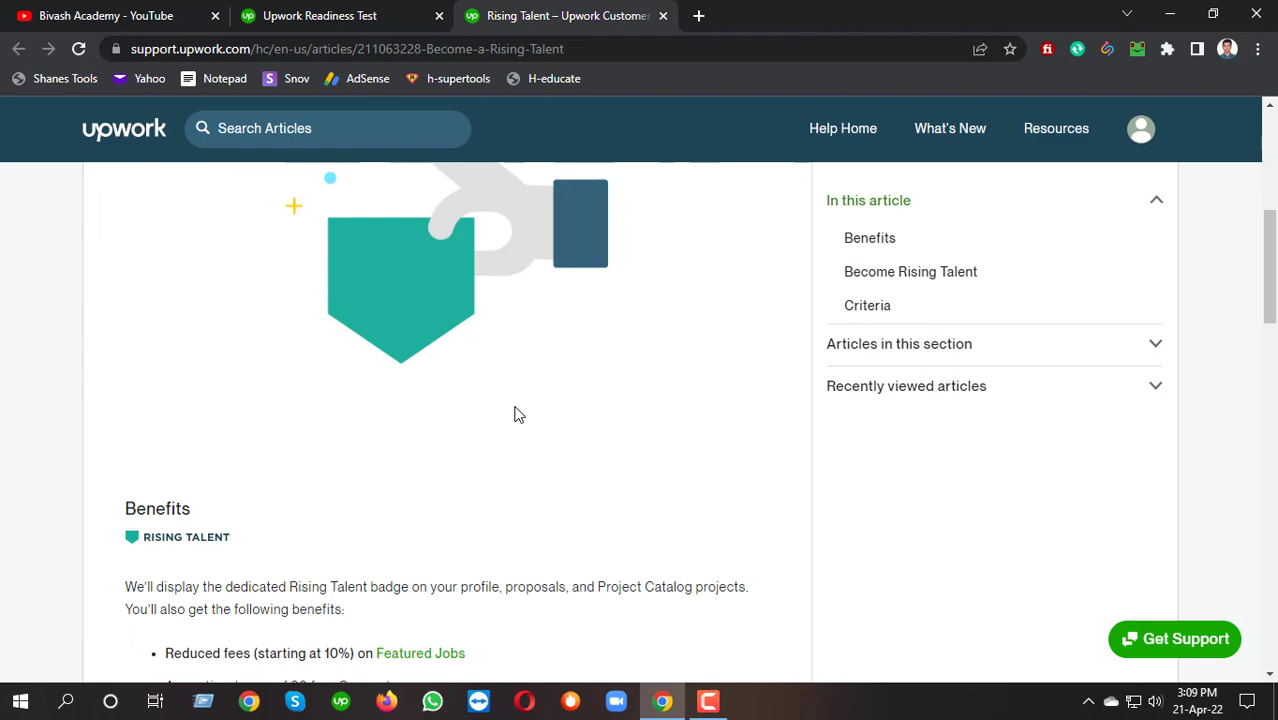 Bivash Academy - YouTube
Upwork Readiness Test
Rising Talent – Upwork Customer
support.upwork.com/hc/en-us/articles/211063228-Become-a-Rising-Talent
Shanes Tools
Yahoo
Notepad
Snov
AdSense
h-supertools
H-educate
upwork
Search Articles
Help Home
What's New
Resources
In this article
Benefits
Become Rising Talent
Criteria
Articles in this section
Recently viewed articles
Benefits
RISING TALENT
We'll display the dedicated Rising Talent badge on your profile, proposals, and Project Catalog projects.
You'll also get the following benefits:
• Reduced fees (starting at 10%) on Featured Jobs
Get Support
3:09 PM
21-Apr-22